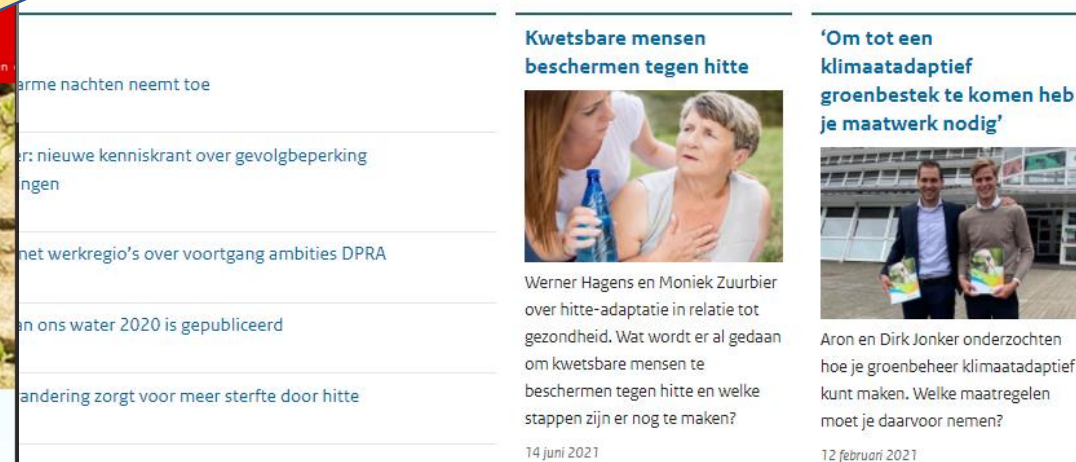 arme nachten neemt toe
er: nieuwe kenniskrant over gevolgbeperking
ngen
met werkregio's over voortgang ambities DPRA
an ons water 2020 is gepubliceerd
andering zorgt voor meer sterfte door hitte
Kwetsbare mensen
beschermen tegen hitte
Werner Hagens en Moniek Zuurbier
over hitte-adaptatie in relatie tot
gezondheid. Wat wordt er al gedaan
om kwetsbare mensen te
beschermen tegen hitte en welke
stappen zijn er nog te maken?
14 juni 2021
‘Om tot een
klimaatadaptief
groenbestek te komen heb
je maatwerk nodig’
Aron en Dirk Jonker onderzochten
hoe je groenbeheer klimaatadaptief
kunt maken. Welke maatregelen
moet je daarvoor nemen?
12 februari 2021